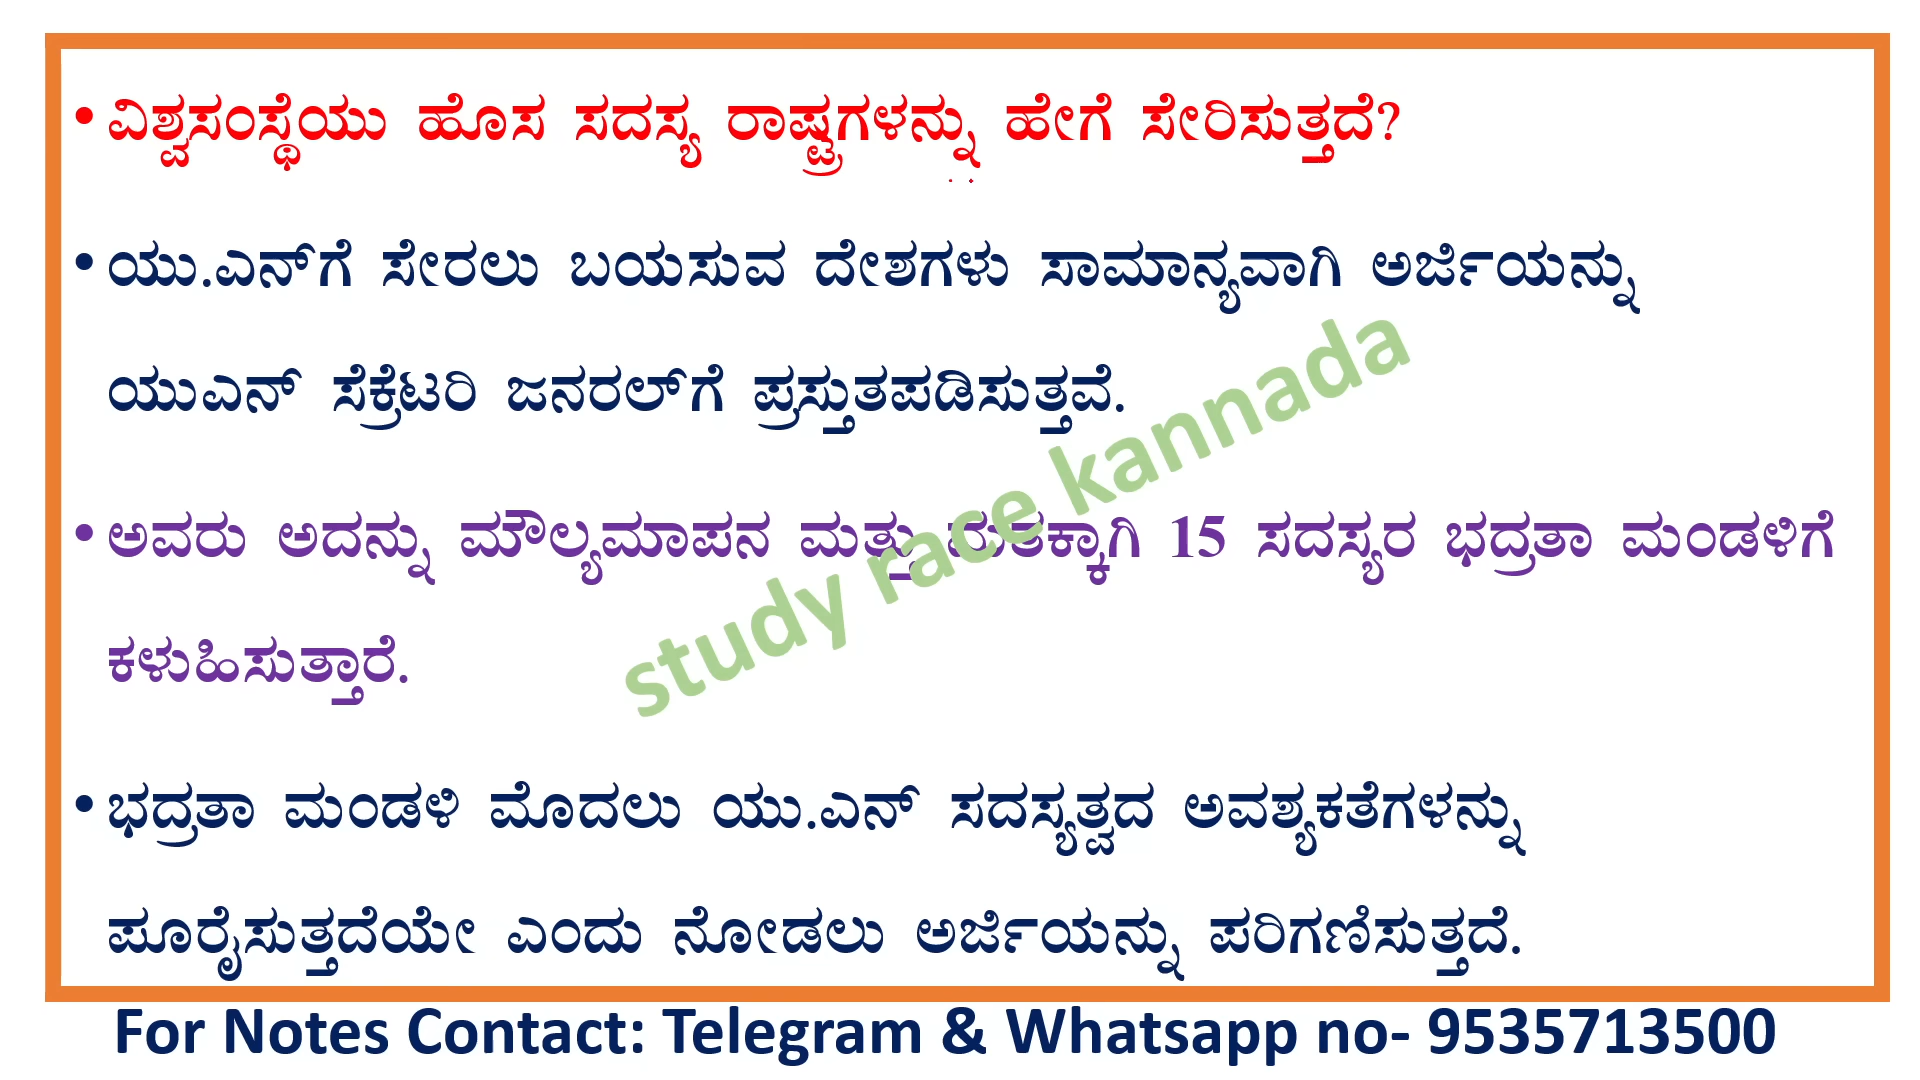 • ವಿಶ್ವಸಂಸ್ಥೆಯು ಹೊಸ ಸದಸ್ಯ ರಾಷ್ಟ್ರಗಳನ್ನು ಹೇಗೆ ಸೇರಿಸುತ್ತದೆ?
• ಯು.ಎನ್‌ಗೆ ಸೇರಲು ಬಯಸುವ ದೇಶಗಳು ಸಾಮಾನ್ಯವಾಗಿ ಅರ್ಜಿಯನ್ನು
ಯುಎನ್ ಸೆಕ್ರೆಟರಿ ಜನರಲ್‌ಗೆ ಪ್ರಸ್ತುತಪಡಿಸುತ್ತವೆ.
• ಅವರು ಅದನ್ನು ಮೌಲ್ಯಮಾಪನ ಮತ್ತು ಮತಕ್ಕಾಗಿ 15 ಸದಸ್ಯರ ಭದ್ರತಾ ಮಂಡಳಿಗೆ
ಕಳುಹಿಸುತ್ತಾರೆ.
study race kannada
• ಭದ್ರತಾ ಮಂಡಳಿ ಮೊದಲು ಯು.ಎನ್ ಸದಸ್ಯತ್ವದ ಅವಶ್ಯಕತೆಗಳನ್ನು
ಪೂರೈಸುತ್ತದೆಯೇ ಎಂದು ನೋಡಲು ಅರ್ಜಿಯನ್ನು ಪರಿಗಣಿಸುತ್ತದೆ.
For Notes Contact: Telegram & Whatsapp no- 9535713500